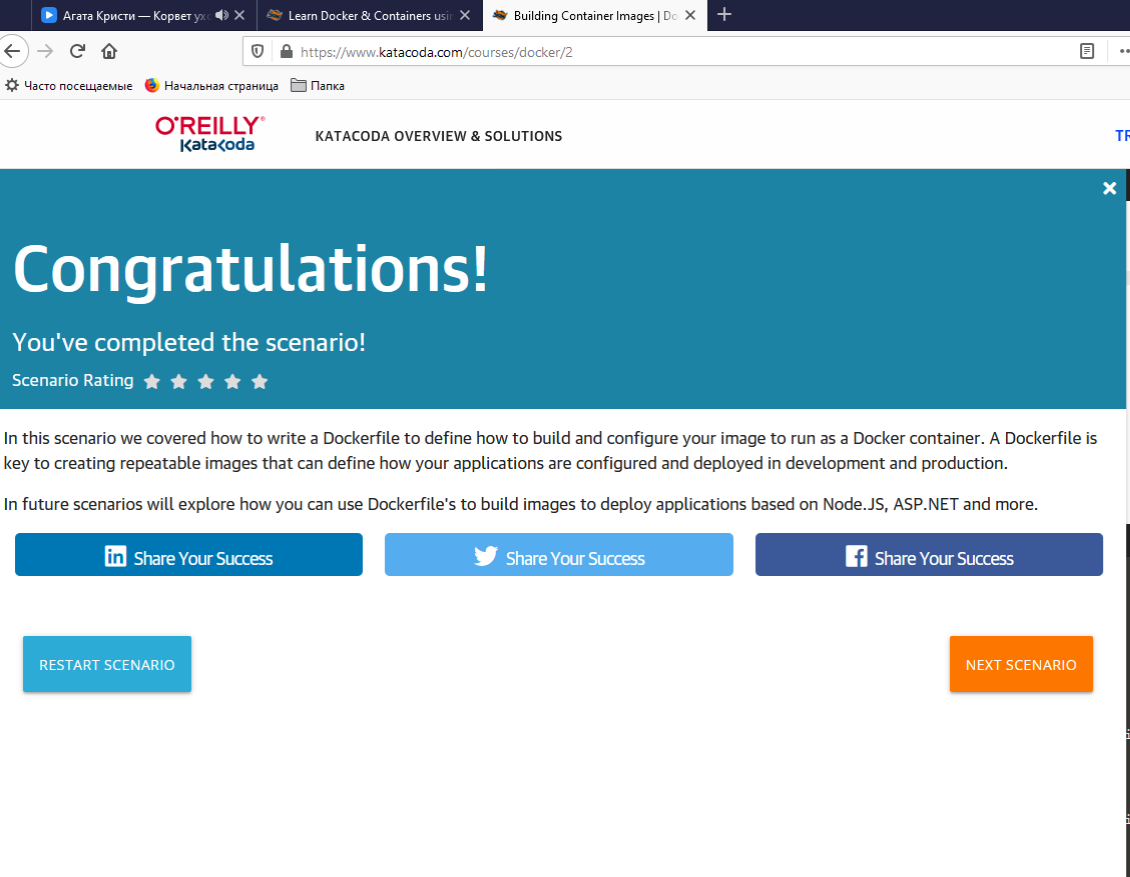 Агата Кристи — Корвет ух
Learn Docker & Containers usin
Building Container Images | Do
https://www.katacoda.com/courses/docker/2
Часто посещаемые
Начальная страница
Папка
O'REILLY®
Katacoda
KATACODA OVERVIEW & SOLUTIONS
TR
Congratulations!
You've completed the scenario!
Scenario Rating
In this scenario we covered how to write a Dockerfile to define how to build and configure your image to run as a Docker container. A Dockerfile is
key to creating repeatable images that can define how your applications are configured and deployed in development and production.
In future scenarios will explore how you can use Dockerfile's to build images to deploy applications based on Node.JS, ASP.NET and more.
in Share Your Success
Share Your Success
f Share Your Success
RESTART SCENARIO
NEXT SCENARIO